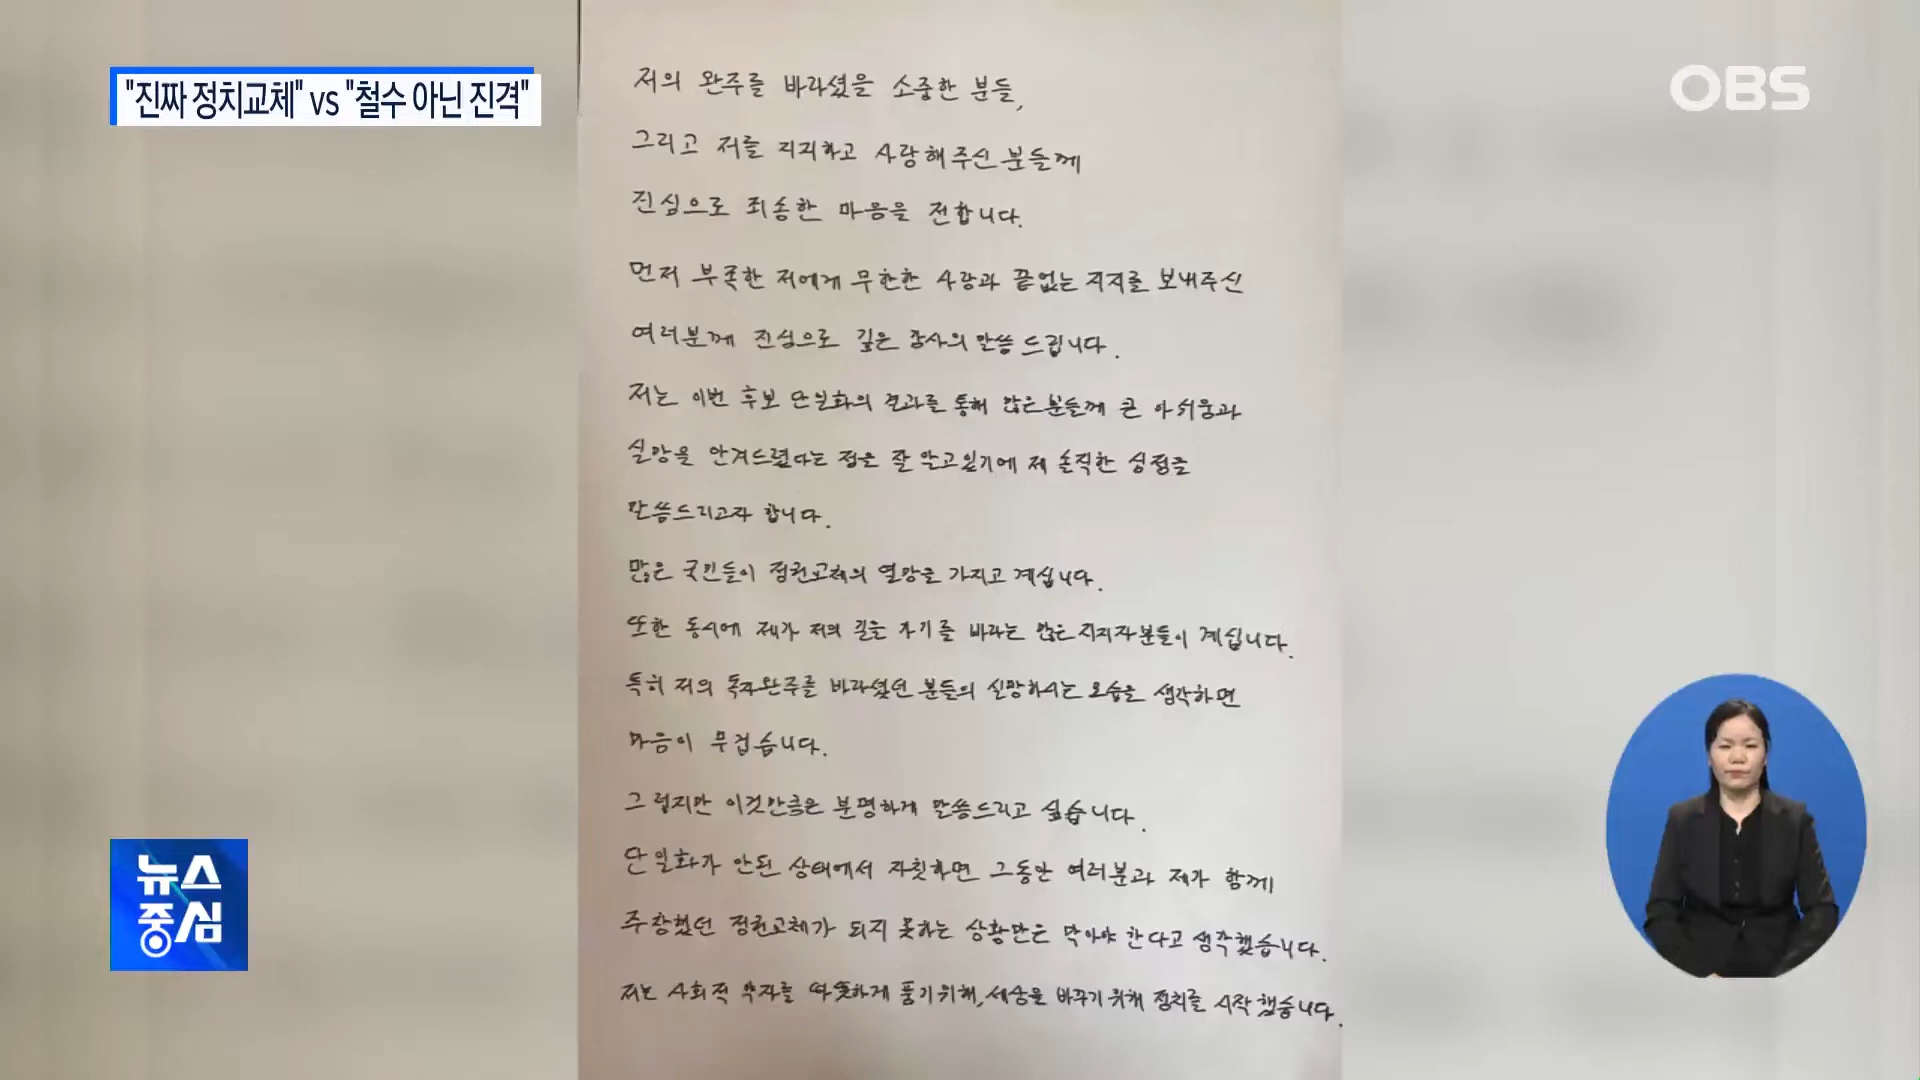 "진짜 정치교체" vs "철수 아닌 진격"
OBS
저의 완주를 바라셨을 소중한 분들,
그리고 저를 지지하고 사랑해주신 분들께
진심으로 죄송한 마음을 전합니다.
먼저 부족한 저에게 무한한 사랑과 끝없는 지지를 보내주신
여러분께 진심으로 깊은 감사의 말씀 드립니다.
저는 이번 후보 단일화의 결과를 통해 많은 분들께 큰 아쉬움과
실망을 안겨드렸다는 점을 잘 알고있기에 제 솔직한 심정을
말씀드리고자 합니다.
많은 국민들이 정권교체의 열망을 가지고 계십니다.
또한 동시에 제가 저의 길을 가기를 바라는 많은 지지자분들이 계십니다.
특히 저의 독자완주를 바라셨던 분들의 실망하시는 모습을 생각하면
마음이 무겁습니다.
그렇지만 이것만큼은 분명하게 말씀드리고 싶습니다.
단일화가 안된 상태에서 자칫하면 그동안 여러분과 제가 함께
주장했던 정권교체가 되지 못하는 상황만은 막아야 한다고 생각했습니다.
저는 사회적 약자를 따뜻하게 품기위해, 세상을 바꾸기 위해 정치를 시작했습니다.
뉴스
중심